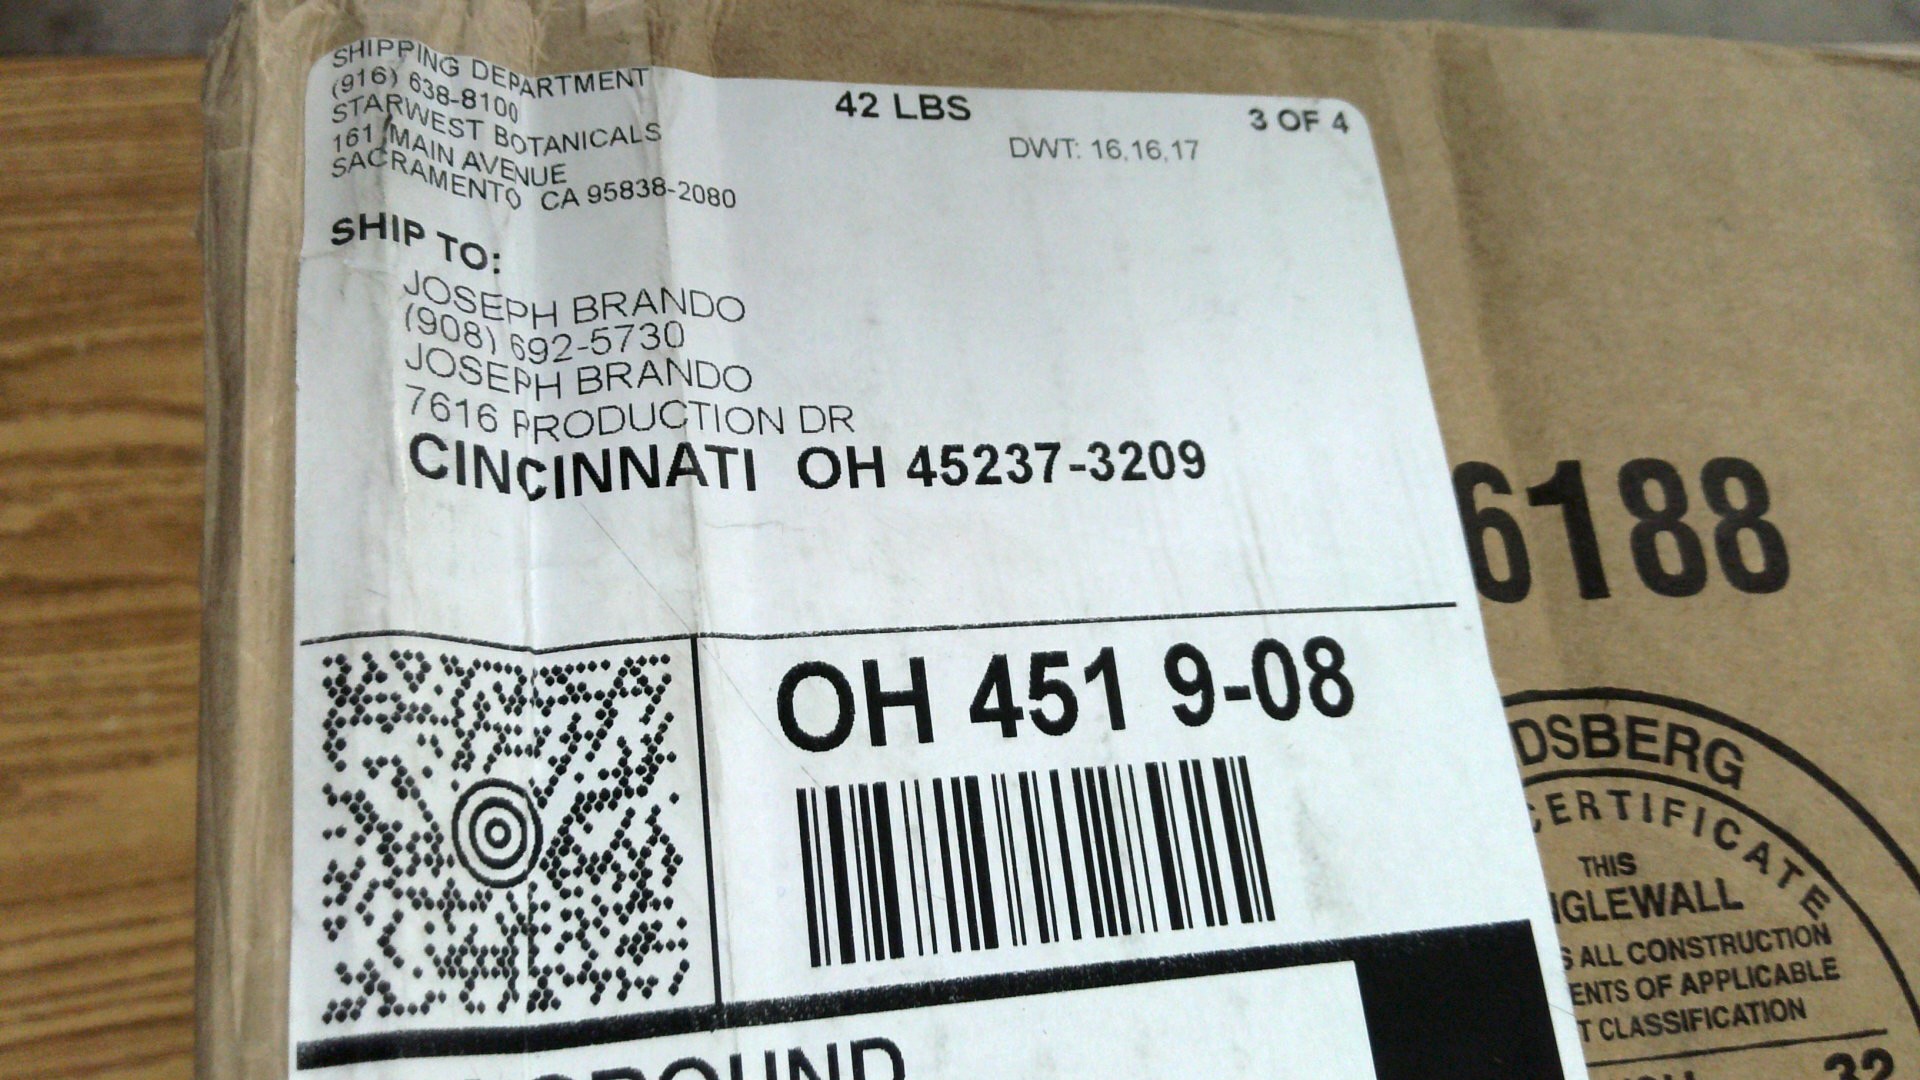 SHIPPING DEPARTMENT
(916) 638-8100
STARWEST BOTANICALS
161 MAIN AVENUE
SACRAMENTO CA 95838-2080
42 LBS
3 OF 4
DWT: 16,16,17
SHIP TO:
JOSEPH BRANDO
(908) 692-5730
JOSEPH BRANDO
7616 PRODUCTION DR
CINCINNATI OH 45237-3209
OH 451 9-08
6188
DSBERG
CERTIFICATE
THIS
GLEWALL
ALL CONSTRUCTION
ENTS OF APPLICABLE
T CLASSIFICATION
32